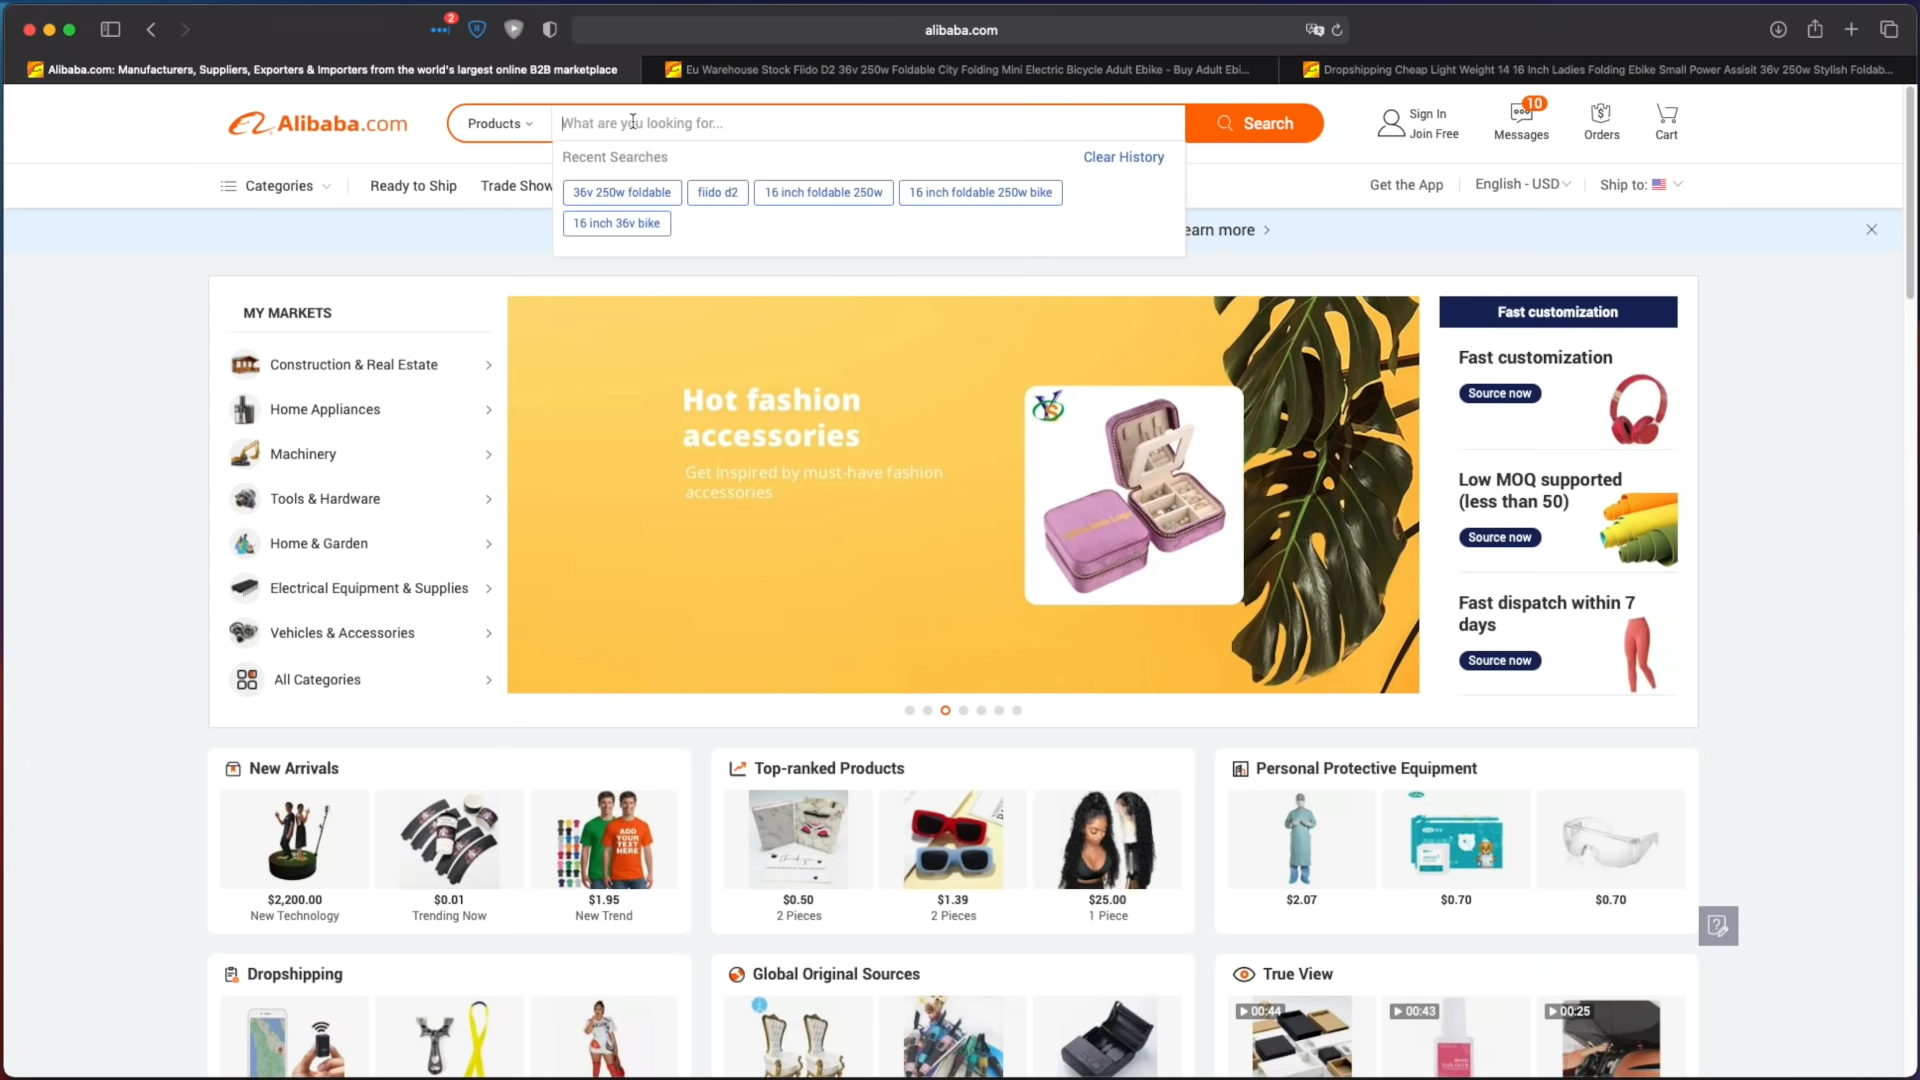 2
alibaba.com
Alibaba.com: Manufacturers, Suppliers, Exporters & Importers from the world's largest online B2B marketplace
Eu Warehouse Stock Fiido D2 36v 250w Foldable City Folding Mini Electric Bicycle Adult Ebike - Buy Adult Ebi...
Dropshipping Cheap Light Weight 14 16 Inch Ladies Folding Ebike Small Power Assisit 36v 250w Stylish Foldab...
Alibaba.com
Products
What are you looking for...
Search
Sign In
Join Free
10
Messages
Orders
Cart
Recent Searches
Clear History
36v 250w foldable
fiido d2
16 inch foldable 250w
16 inch foldable 250w bike
16 inch 36v bike
Categories
Ready to Ship
Trade Show
Get the App
English - USD
Ship to:
earn more >
MY MARKETS
Construction & Real Estate
Home Appliances
Machinery
Tools & Hardware
Home & Garden
Electrical Equipment & Supplies
Vehicles & Accessories
All Categories
Hot fashion
accessories
Get inspired by must-have fashion
accessories
Fast customization
Fast customization
Source now
Low MOQ supported
(less than 50)
Source now
Fast dispatch within 7
days
Source now
New Arrivals
$2,200.00
New Technology
$0.01
Trending Now
ADD
YOUR
TEXT
HERE
$1.95
New Trend
Top-ranked Products
$0.50
2 Pieces
$1.39
2 Pieces
$25.00
1 Piece
Personal Protective Equipment
$2.07
$0.70
$0.70
Dropshipping
Global Original Sources
True View
00:44
00:43
00:25